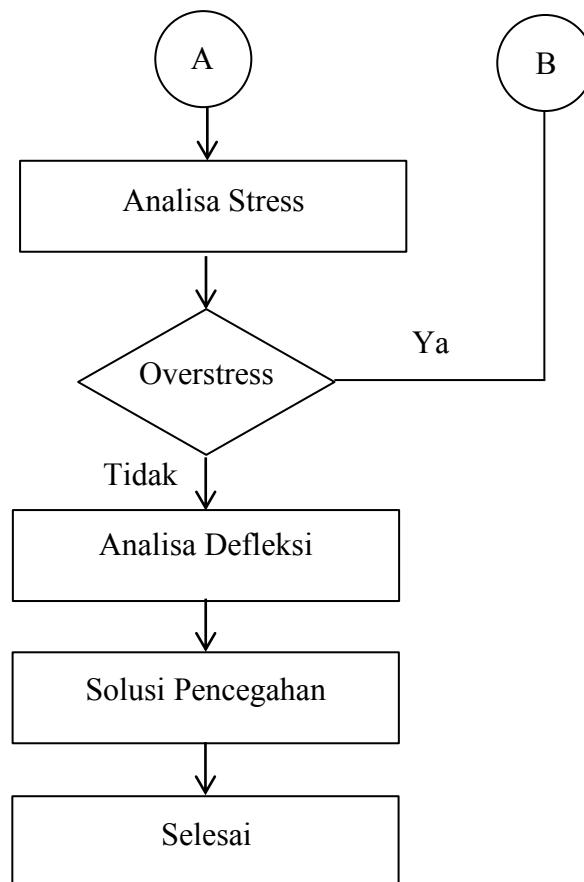 A
B
Analisa Stress
Ya
Overstress
Tidak
Analisa Defleksi
Solusi Pencegahan
Selesai